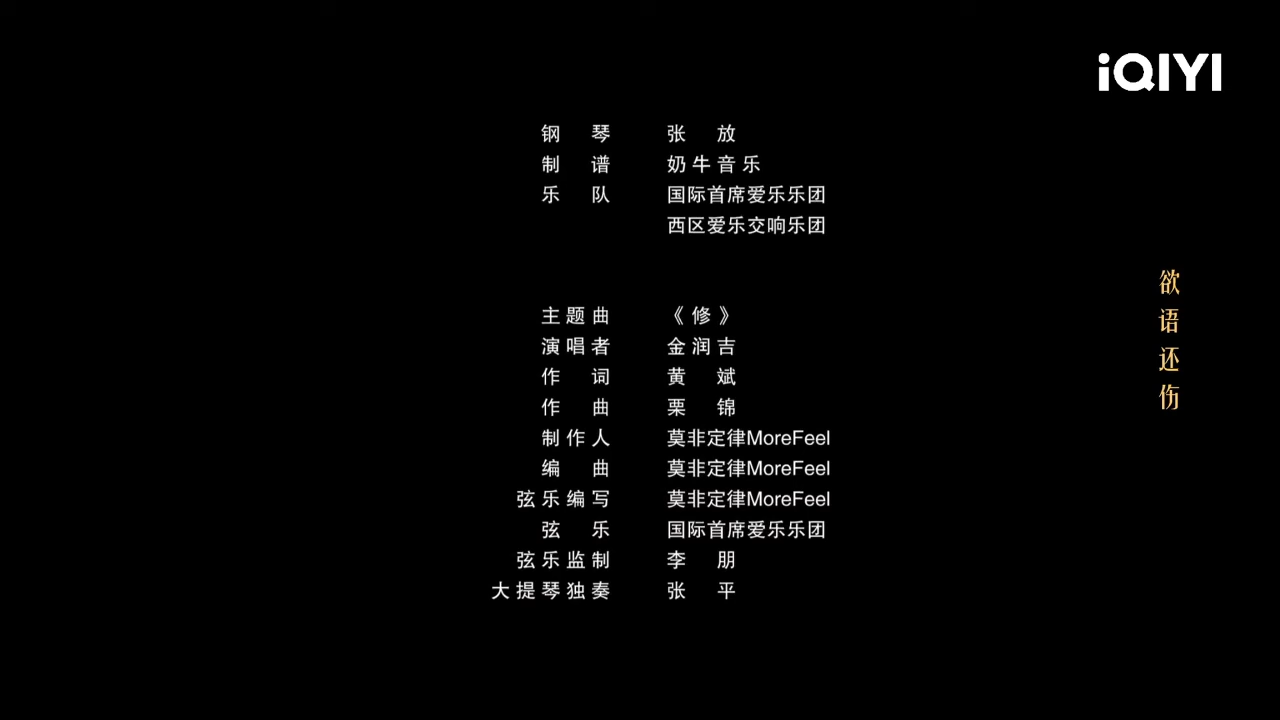 iQIYI
钢琴 张放
制谱 奶牛音乐
乐队 国际首席爱乐乐团
西区爱乐交响乐团
主题曲 《修》
演唱者 金润吉
作词 黄斌
作曲 栗锦
制作人 莫非定律MoreFeel
编曲 莫非定律MoreFeel
弦乐编写 莫非定律MoreFeel
弦乐 国际首席爱乐乐团
弦乐监制 李朋
大提琴独奏 张平
欲语还伤